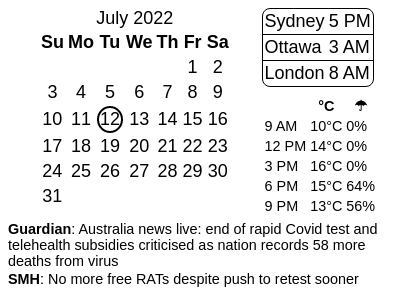 July 2022
Su Mo Tu We Th Fr Sa
1 2
3 4 5 6 7 8 9
10 11 12 13 14 15 16
17 18 19 20 21 22 23
24 25 26 27 28 29 30
31
Sydney 5 PM
Ottawa 3 AM
London 8 AM
°C ☂
9 AM 10°C 0%
12 PM 14°C 0%
3 PM 16°C 0%
6 PM 15°C 64%
9 PM 13°C 56%
Guardian: Australia news live: end of rapid Covid test and
telehealth subsidies criticised as nation records 58 more
deaths from virus
SMH: No more free RATs despite push to retest sooner